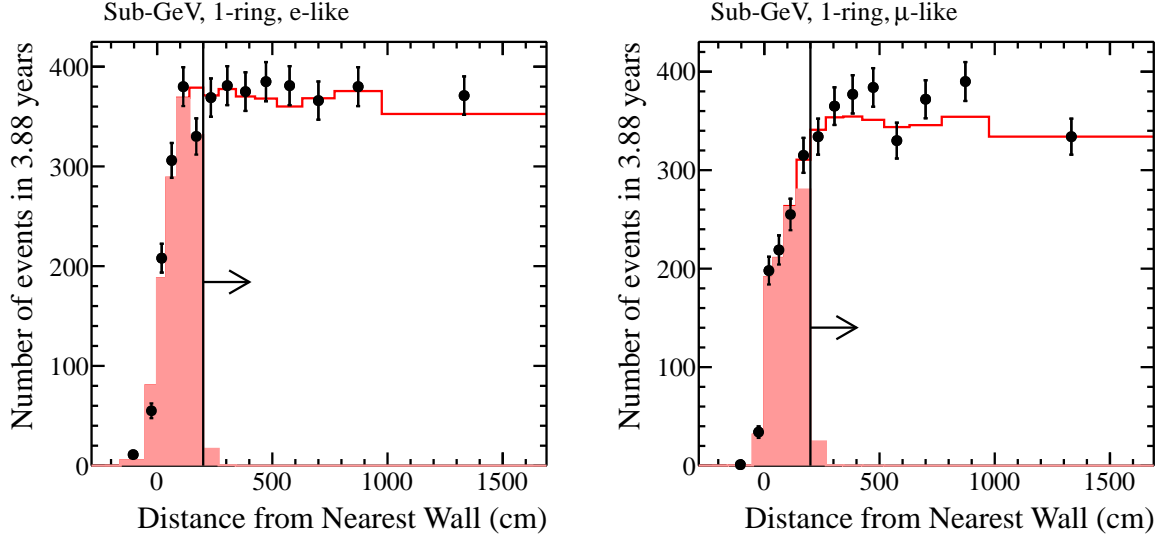 Sub-GeV, 1-ring, e-like
Number of events in 3.88 years
400
300
200
100
0
0 500 1000 1500
Distance from Nearest Wall (cm)
Sub-GeV, 1-ring, μ-like
Number of events in 3.88 years
400
300
200
100
0
0 500 1000 1500
Distance from Nearest Wall (cm)